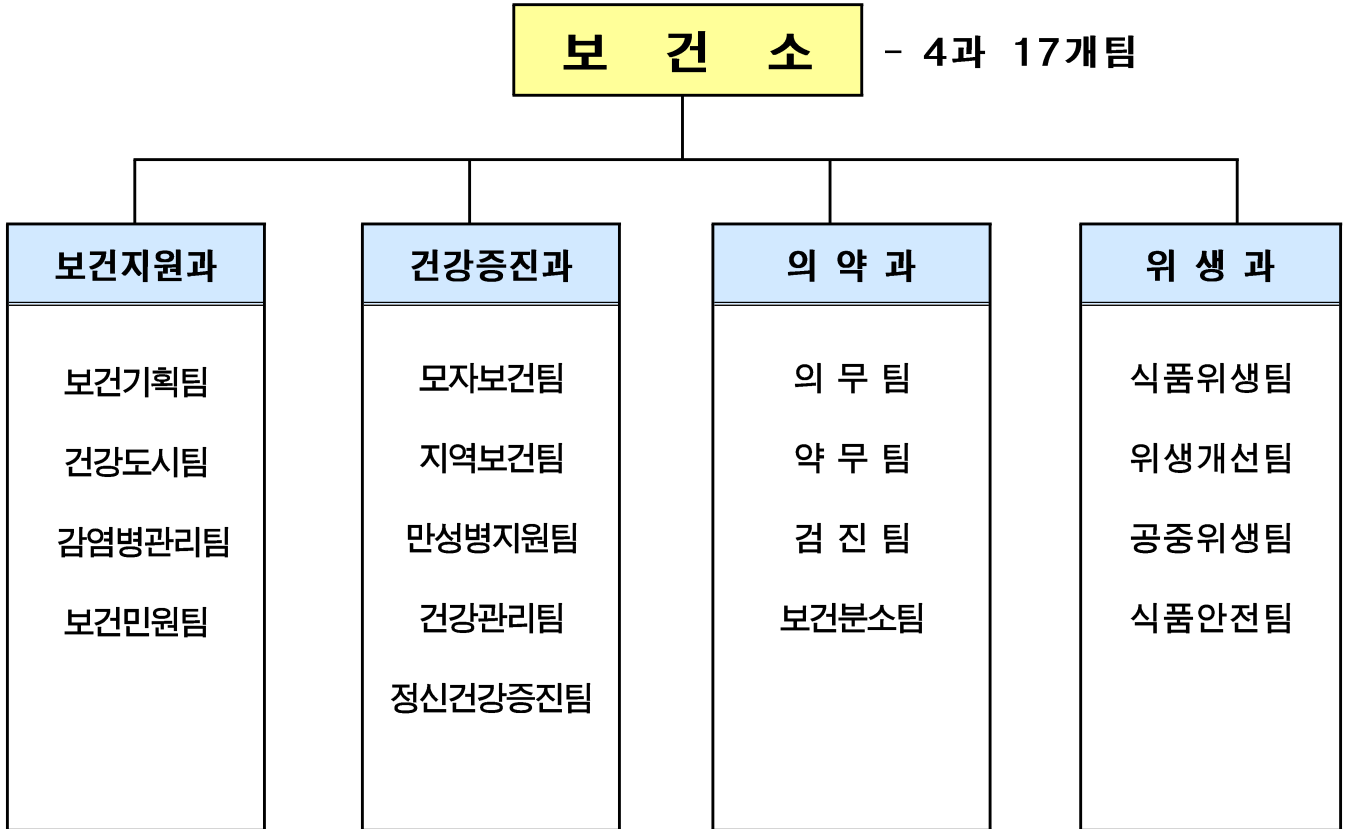 보 건 소 - 4과 17개팀
보건지원과
보건기획팀
건강도시팀
감염병관리팀
보건민원팀
건강증진과
모자보건팀
지역보건팀
만성병지원팀
건강관리팀
정신건강증진팀
의 약 과
의 무 팀
약 무 팀
검 진 팀
보건분소팀
위 생 과
식품위생팀
위생개선팀
공중위생팀
식품안전팀